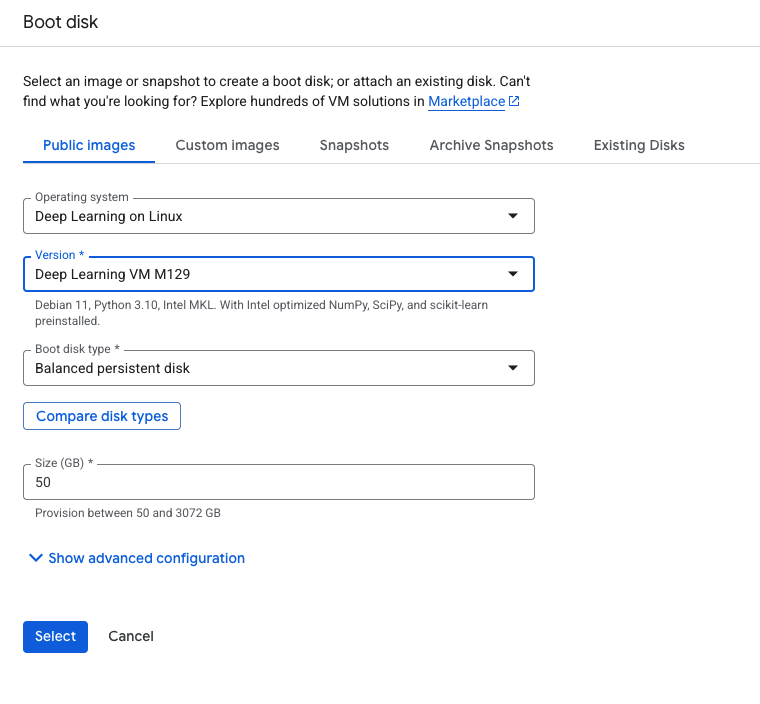 Boot disk
Select an image or snapshot to create a boot disk; or attach an existing disk. Can't
find what you're looking for? Explore hundreds of VM solutions in Marketplace
Public images
Custom images
Snapshots
Archive Snapshots
Existing Disks
Operating system
Deep Learning on Linux
Version *
Deep Learning VM M129
Debian 11, Python 3.10, Intel MKL. With Intel optimized NumPy, SciPy, and scikit-learn
preinstalled.
Boot disk type *
Balanced persistent disk
Compare disk types
Size (GB) *
50
Provision between 50 and 3072 GB
Show advanced configuration
Select
Cancel